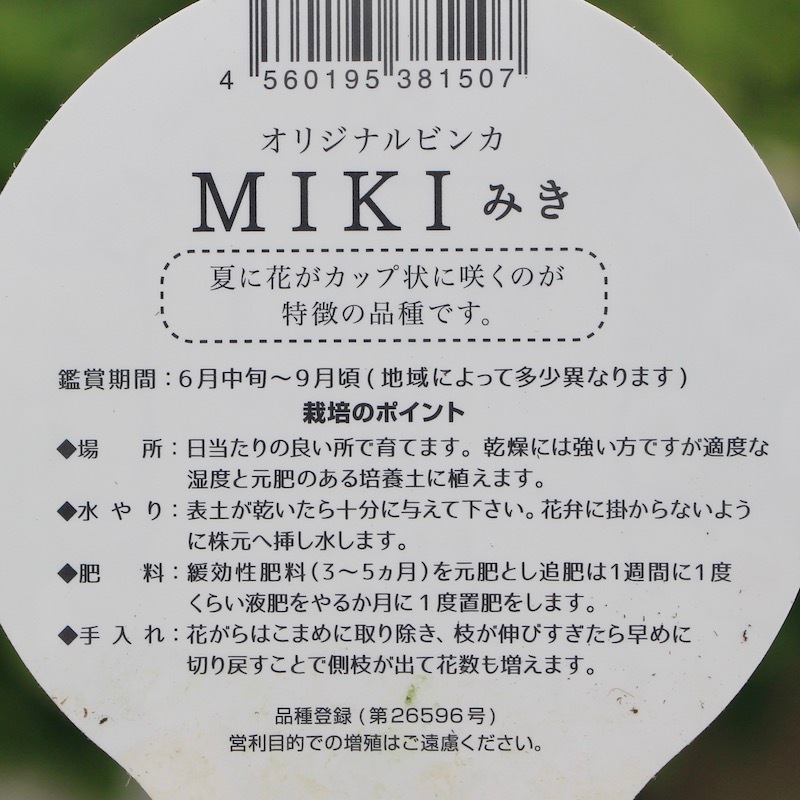 4 560195 381507
オリジナルビンカ
MIKI みき
夏に花がカップ状に咲くのが
特徴の品種です。
鑑賞期間：6月中旬～9月頃(地域によって多少異なります)
栽培のポイント
◆場 所：日当たりの良い所で育てます。乾燥には強い方ですが適度な
湿度と元肥のある培養土に植えます。
◆水 や り：表土が乾いたら十分に与えて下さい。花弁に掛からないよう
に株元へ挿し水します。
◆肥 料：緩効性肥料(3～5ヵ月)を元肥とし追肥は1週間に1度
くらい液肥をやるか月に1度置肥をします。
◆手 入 れ：花がらはこまめに取り除き、枝が伸びすぎたら早めに
切り戻すことで側枝が出て花数も増えます。
品種登録(第26596号)
営利目的での増殖はご遠慮ください。